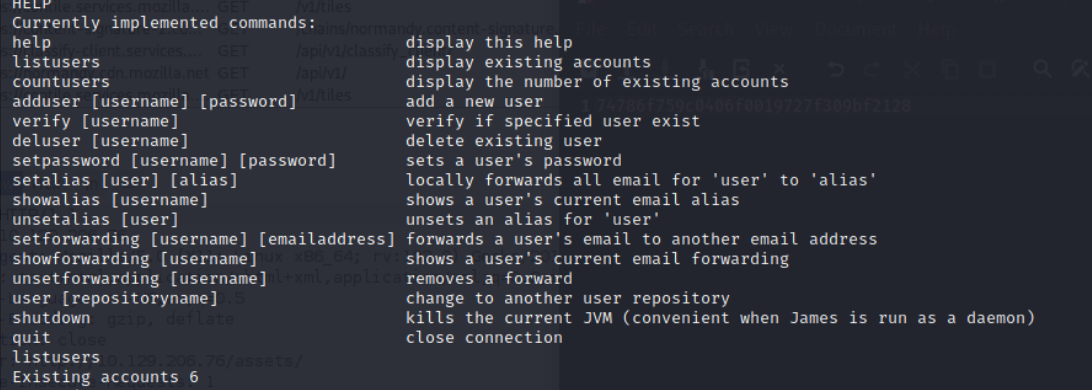 HELP
Currently implemented commands:
help display this help
listusers display existing accounts
countusers display the number of existing accounts
adduser [username] [password] add a new user
verify [username] verify if specified user exist
deluser [username] delete existing user
setpassword [username] [password] sets a user's password
setalias [user] [alias] locally forwards all email for 'user' to 'alias'
showalias [username] shows a user's current email alias
unsetalias [user] unsets an alias for 'user'
setforwarding [username] [emailaddress] forwards a user's email to another email address
showforwarding [username] shows a user's current email forwarding
unsetforwarding [username] removes a forward
user [repositoryname] change to another user repository
shutdown kills the current JVM (convenient when James is run as a daemon)
quit close connection
listusers
Existing accounts 6